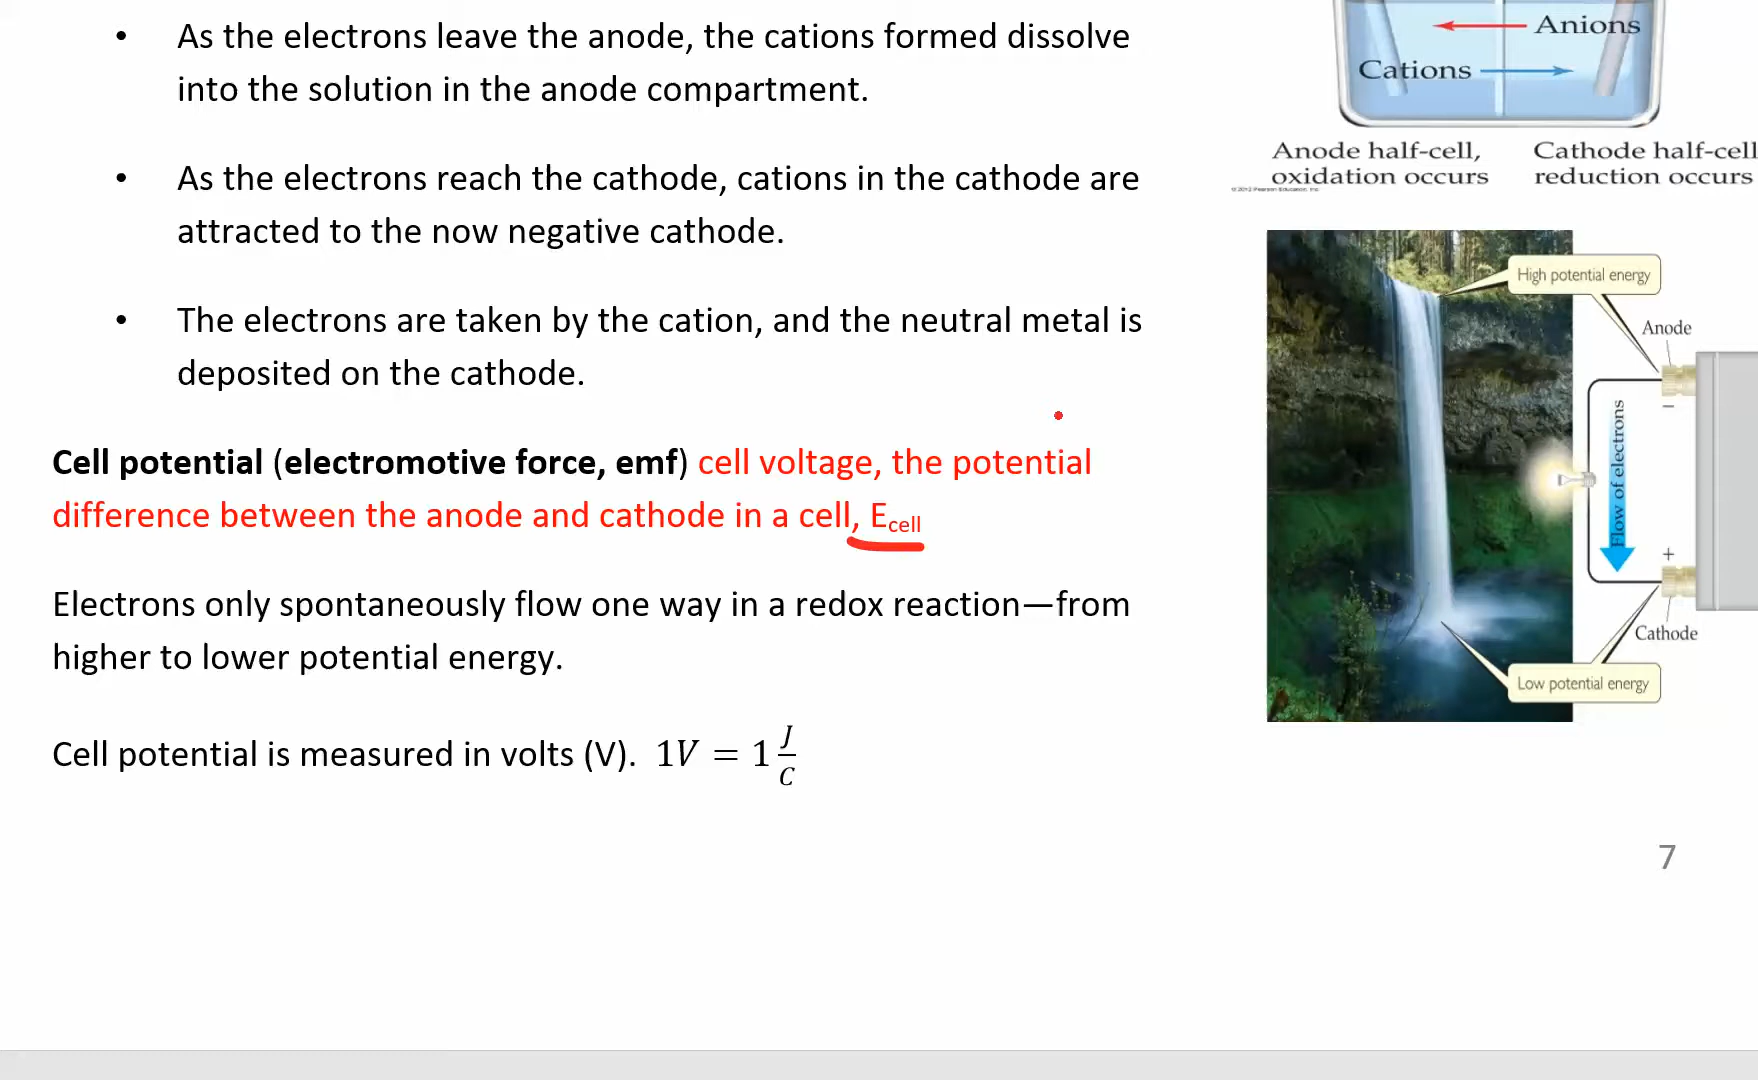 • As the electrons leave the anode, the cations formed dissolve
into the solution in the anode compartment.
• As the electrons reach the cathode, cations in the cathode are
attracted to the now negative cathode.
• The electrons are taken by the cation, and the neutral metal is
deposited on the cathode.
Cell potential (electromotive force, emf) cell voltage, the potential
difference between the anode and cathode in a cell, Ecell
Electrons only spontaneously flow one way in a redox reaction—from
higher to lower potential energy.
Cell potential is measured in volts (V). 1V = 1 J/C
Anions
Cations
Anode half-cell,
oxidation occurs
Cathode half-cell
reduction occurs
© 2012 Pearson Education, Inc.
High potential energy
Anode
−
Flow of electrons
+
Cathode
Low potential energy
7